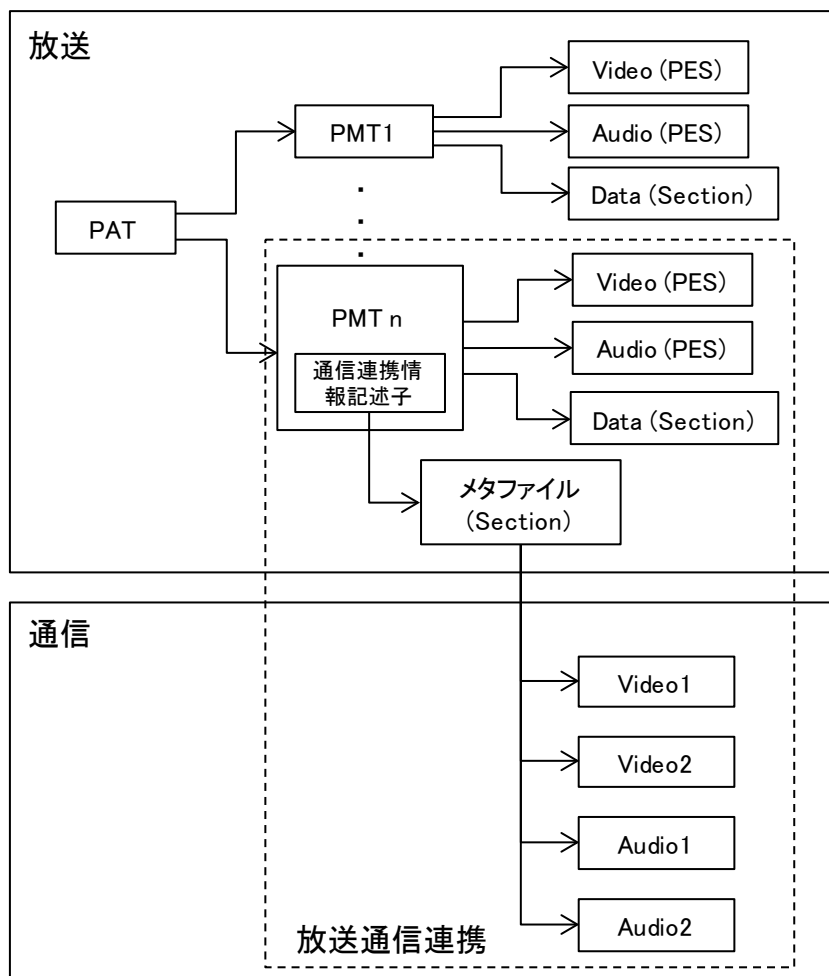 放送
Video (PES)
PMT1
Audio (PES)
Data (Section)
PAT
Video (PES)
PMT n
Audio (PES)
通信連携情
報記述子
Data (Section)
メタファイル
(Section)
通信
Video1
Video2
Audio1
Audio2
放送通信連携